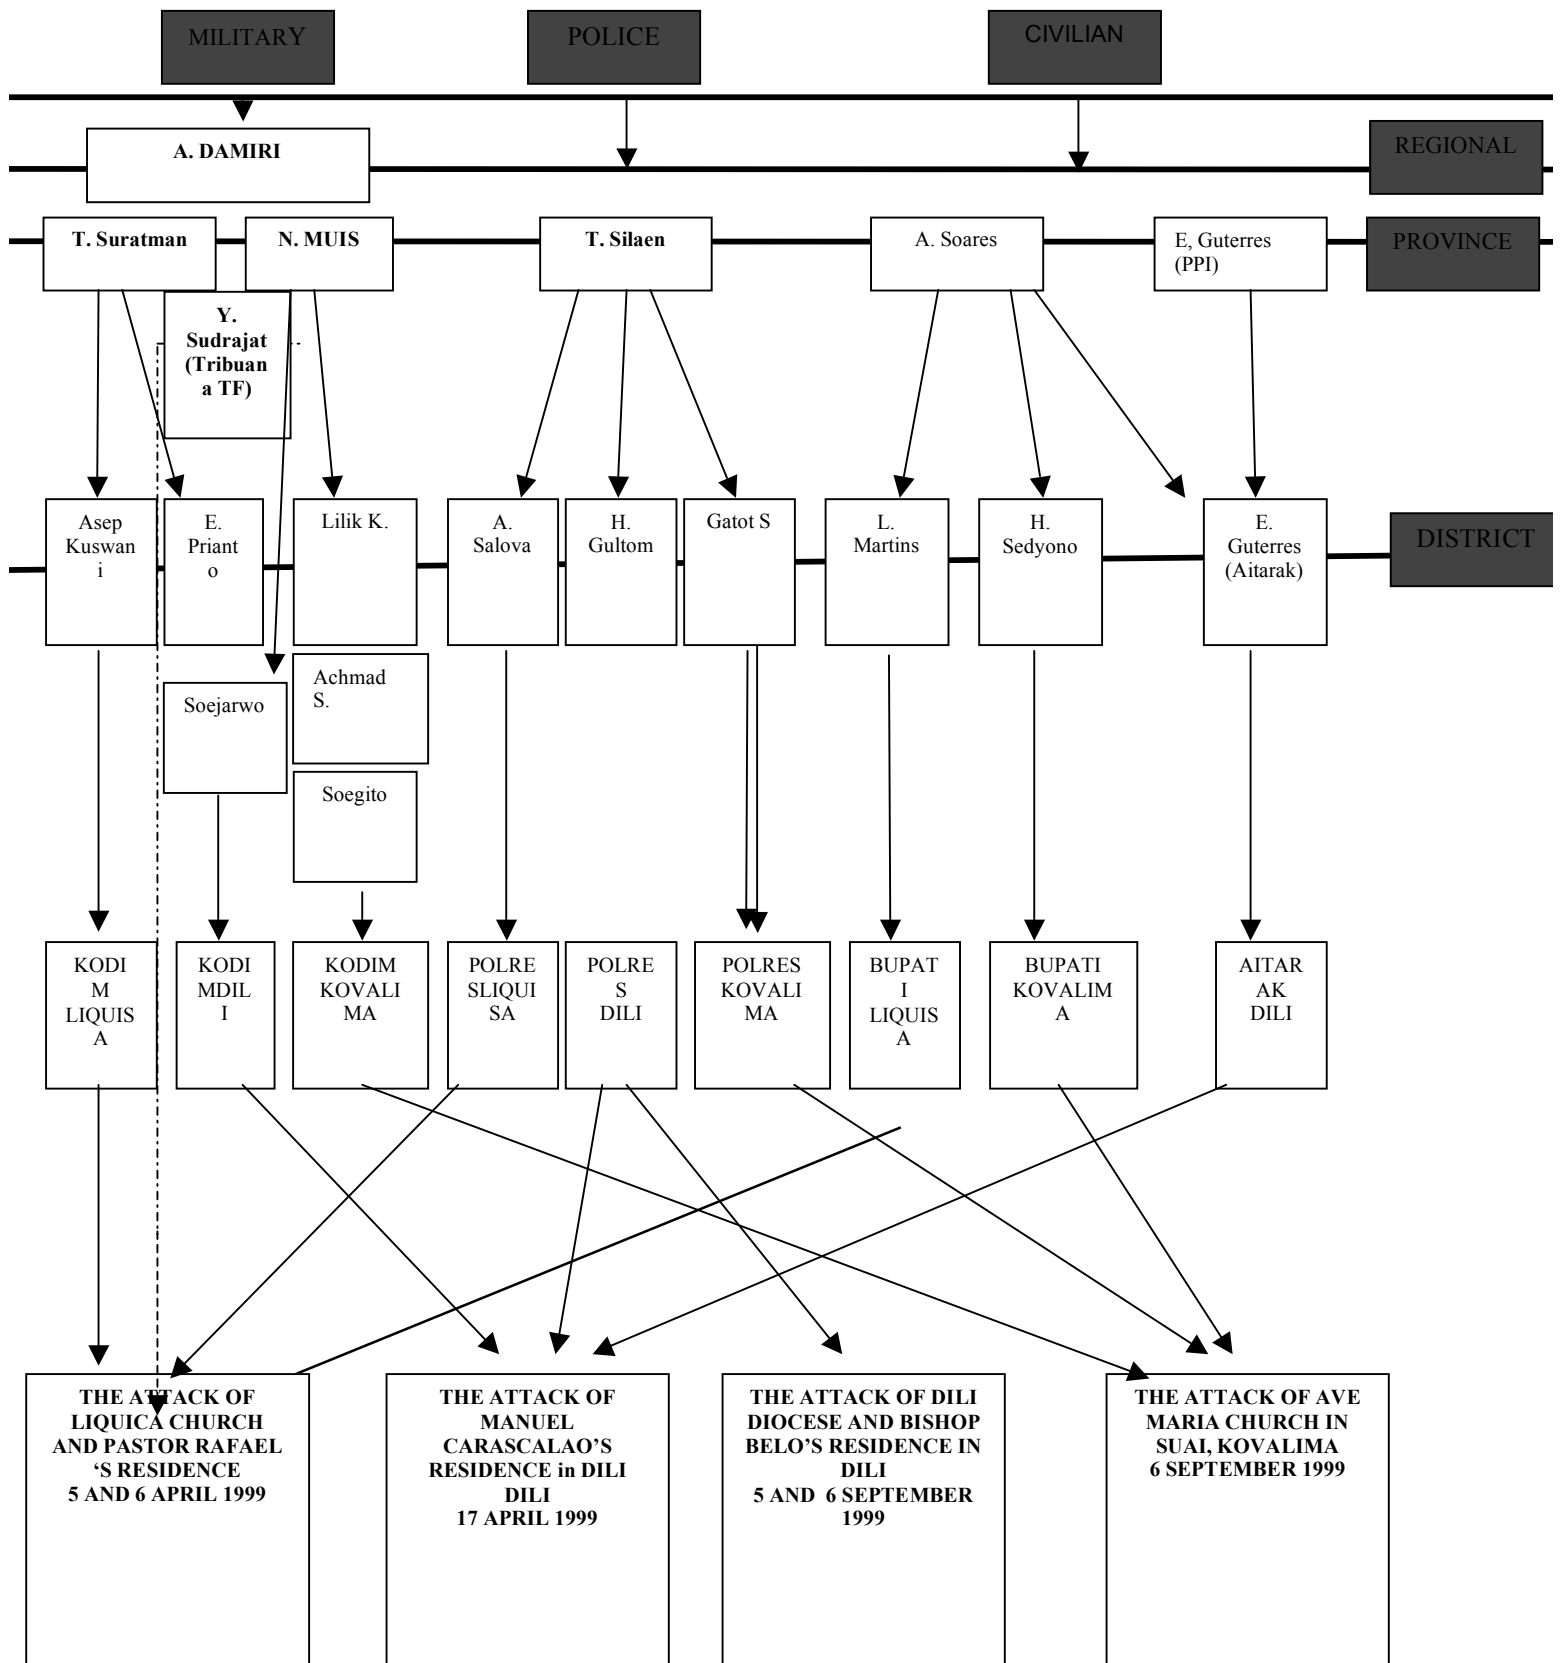 MILITARY
POLICE
CIVILIAN
A. DAMIRI
REGIONAL
T. Suratman
N. MUIS
T. Silaen
A. Soares
E, Guterres
(PPI)
PROVINCE
Y.
Sudrajat
(Tribuan
a TF)
Asep
Kuswan
i
E.
Priant
o
Lilik K.
A.
Salova
H.
Gultom
Gatot S
L.
Martins
H.
Sedyono
E.
Guterres
(Aitarak)
DISTRICT
Achmad
S.
Soejarwo
Soegito
KODI
M
LIQUIS
A
KODI
MDIL
I
KODIM
KOVALI
MA
POLRE
SLIQUI
SA
POLRE
S
DILI
POLRES
KOVALI
MA
BUPAT
I
LIQUIS
A
BUPATI
KOVALIM
A
AITAR
AK
DILI
THE ATTACK OF
LIQUICA CHURCH
AND PASTOR RAFAEL
‘S RESIDENCE
5 AND 6 APRIL 1999
THE ATTACK OF
MANUEL
CARASCALAO’S
RESIDENCE in DILI
DILI
17 APRIL 1999
THE ATTACK OF DILI
DIOCESE AND BISHOP
BELO’S RESIDENCE IN
DILI
5 AND 6 SEPTEMBER
1999
THE ATTACK OF AVE
MARIA CHURCH IN
SUAI, KOVALIMA
6 SEPTEMBER 1999